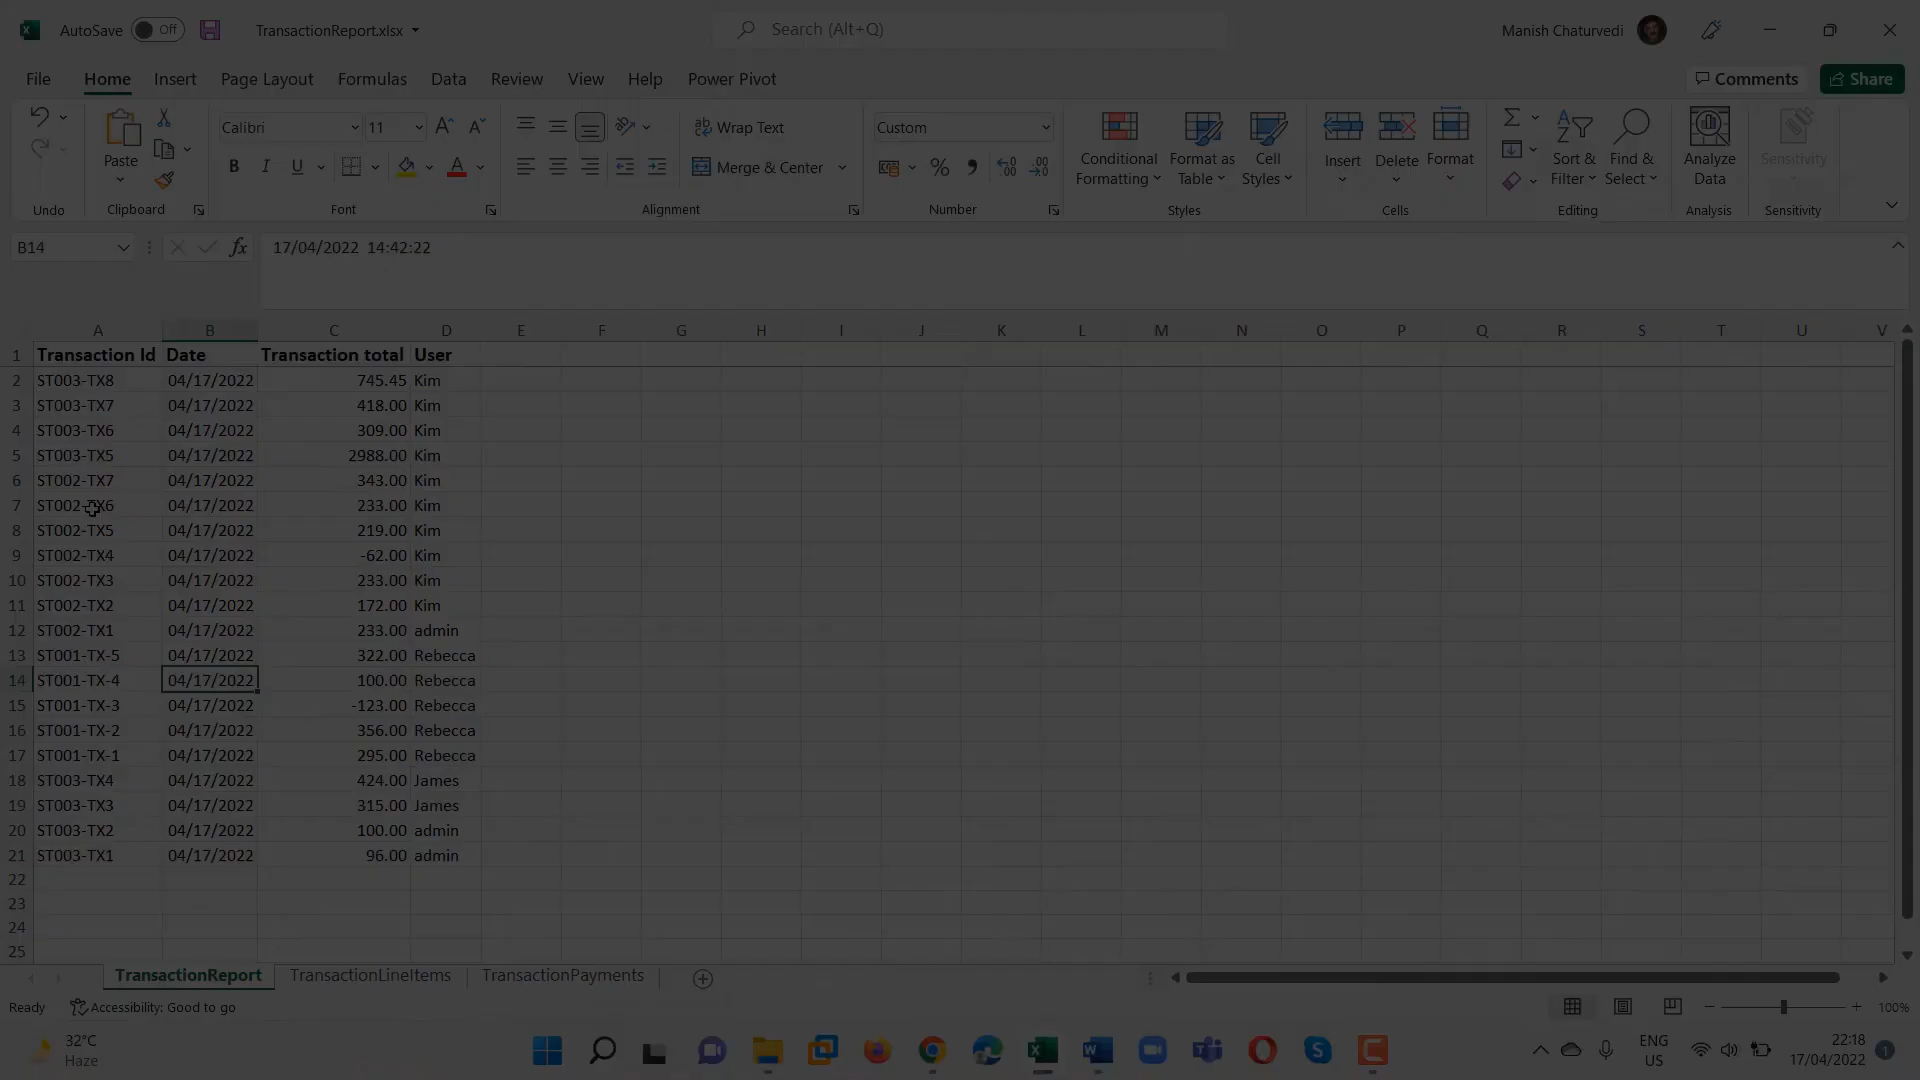 AutoSave Off TransactionReport.xlsx Search (Alt+Q) Manish Chaturvedi
File Home Insert Page Layout Formulas Data Review View Help Power Pivot Comments Share
Calibri 11 Wrap Text Custom
Paste Conditional Format as Cell Insert Delete Format Sort & Find & Analyze Sensitivity
B I U Merge & Center % Formatting Table Styles Filter Select Data
Undo Clipboard Font Alignment Number Styles Cells Editing Analysis Sensitivity
B14 fx 17/04/2022 14:42:22
A B C D E F G H I J K L M N O P Q R S T U V
1 Transaction Id Date Transaction total User
2 ST003-TX8 04/17/2022 745.45 Kim
3 ST003-TX7 04/17/2022 418.00 Kim
4 ST003-TX6 04/17/2022 309.00 Kim
5 ST003-TX5 04/17/2022 2988.00 Kim
6 ST002-TX7 04/17/2022 343.00 Kim
7 ST002-TX6 04/17/2022 233.00 Kim
8 ST002-TX5 04/17/2022 219.00 Kim
9 ST002-TX4 04/17/2022 -62.00 Kim
10 ST002-TX3 04/17/2022 233.00 Kim
11 ST002-TX2 04/17/2022 172.00 Kim
12 ST002-TX1 04/17/2022 233.00 admin
13 ST001-TX-5 04/17/2022 322.00 Rebecca
14 ST001-TX-4 04/17/2022 100.00 Rebecca
15 ST001-TX-3 04/17/2022 -123.00 Rebecca
16 ST001-TX-2 04/17/2022 356.00 Rebecca
17 ST001-TX-1 04/17/2022 295.00 Rebecca
18 ST003-TX4 04/17/2022 424.00 James
19 ST003-TX3 04/17/2022 315.00 James
20 ST003-TX2 04/17/2022 100.00 admin
21 ST003-TX1 04/17/2022 96.00 admin
22
23
24
25
TransactionReport TransactionLineItems TransactionPayments
Ready Accessibility: Good to go 100%
32°C ENG 22:18
Haze US 17/04/2022 1